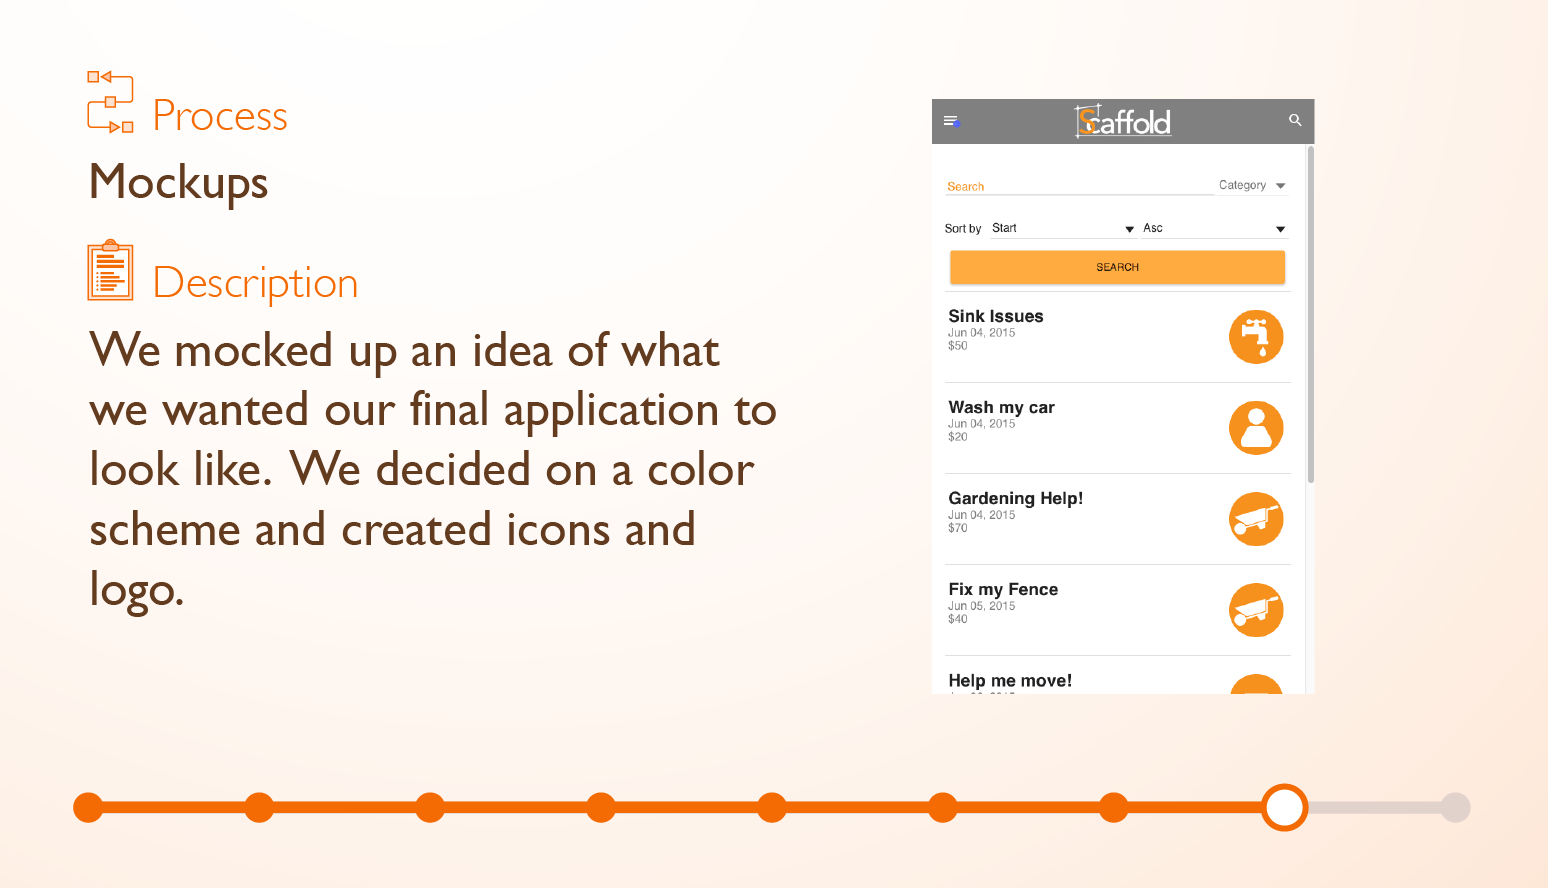 Process
Mockups
Description
We mocked up an idea of what
we wanted our final application to
look like. We decided on a color
scheme and created icons and
logo.
Scaffold
Search
Category
Sort by Start Asc
SEARCH
Sink Issues
Jun 04, 2015
$50
Wash my car
Jun 04, 2015
$20
Gardening Help!
Jun 04, 2015
$70
Fix my Fence
Jun 05, 2015
$40
Help me move!